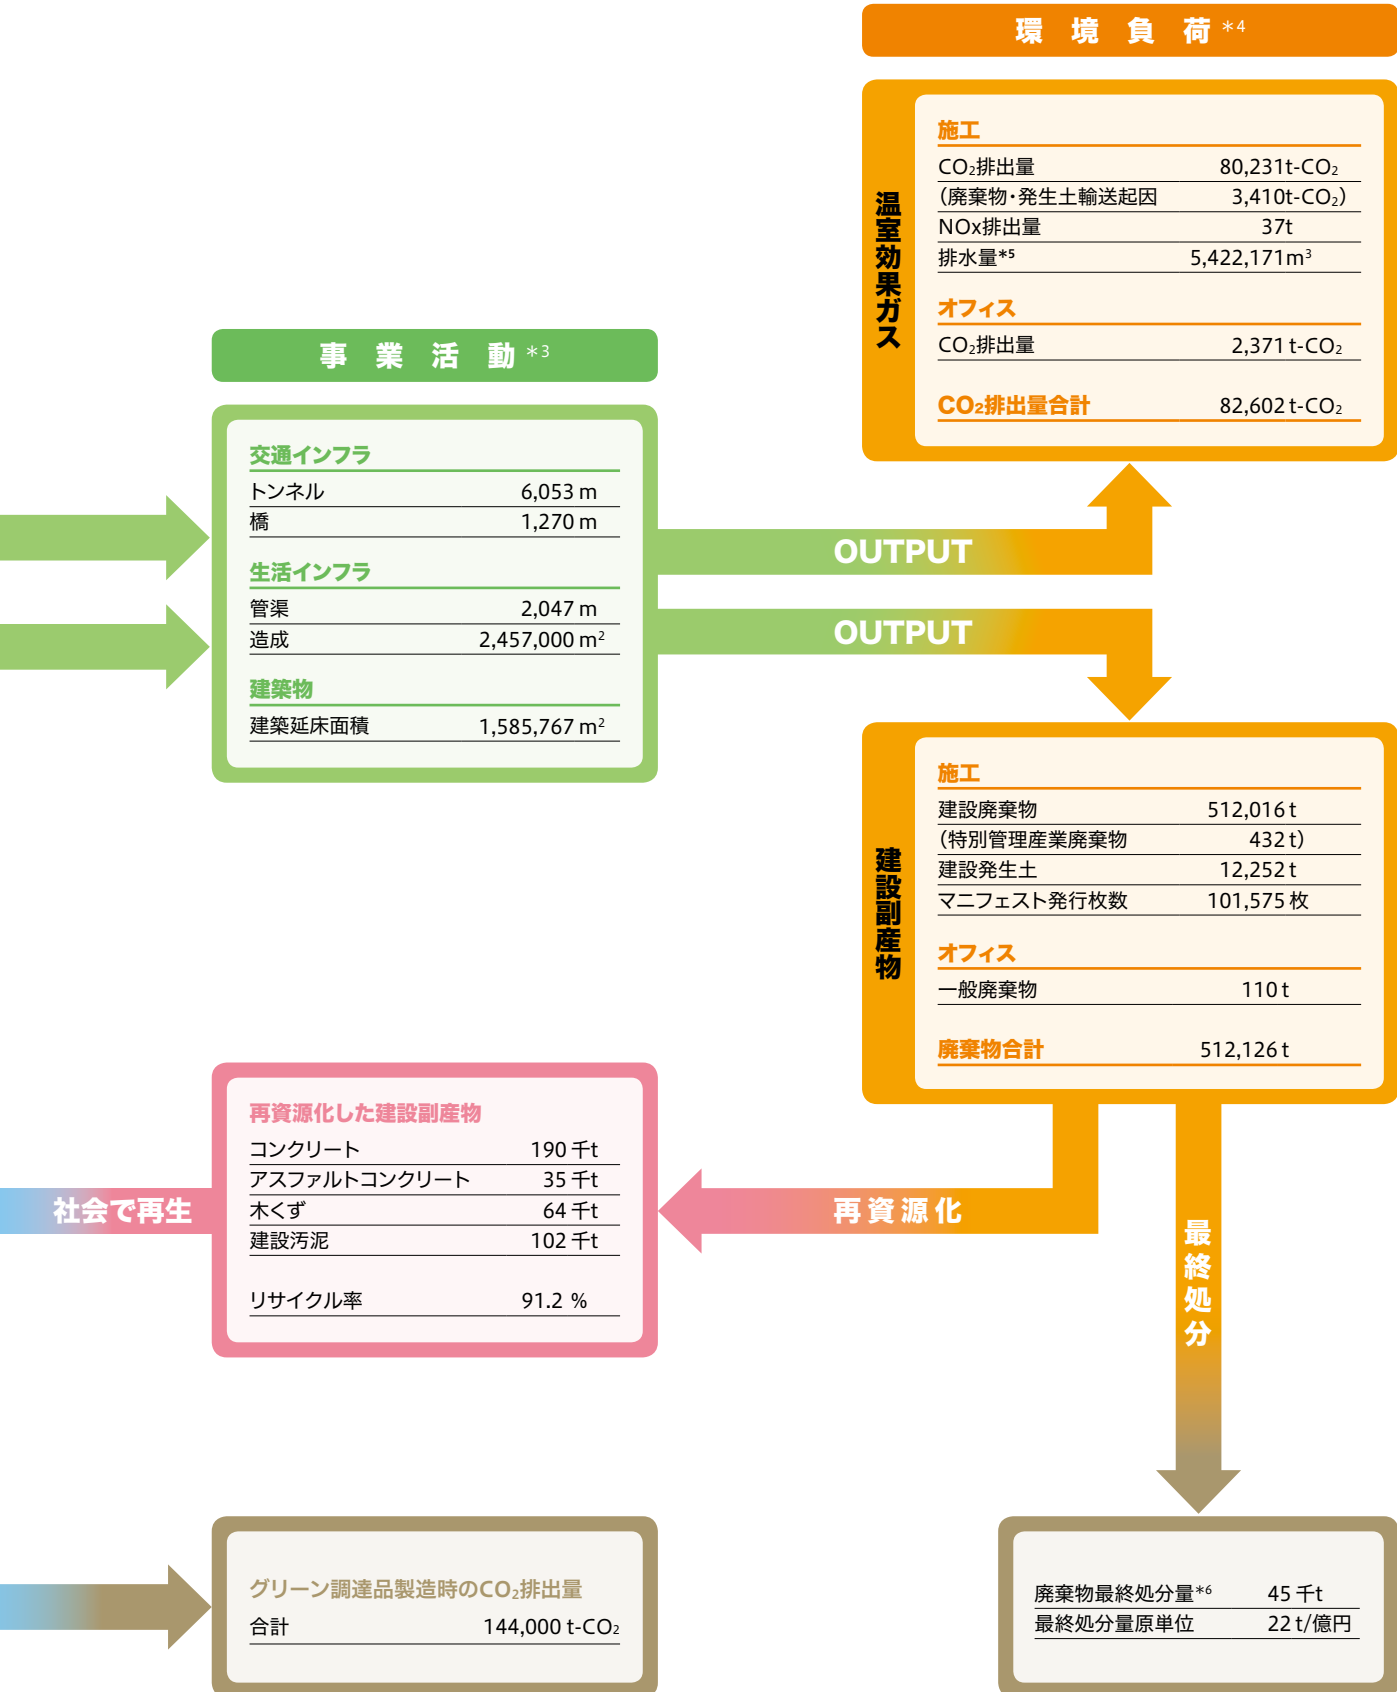 環境負荷＊4
温室効果ガス
施工
CO2排出量 80,231t-CO2
（廃棄物・発生土輸送起因 3,410t-CO2）
NOx排出量 37t
排水量*5 5,422,171m3
オフィス
CO2排出量 2,371t-CO2
CO2排出量合計 82,602t-CO2
事業活動＊3
交通インフラ
トンネル 6,053 m
橋 1,270 m
生活インフラ
管渠 2,047 m
造成 2,457,000 m2
建築物
建築延床面積 1,585,767 m2
OUTPUT
OUTPUT
建設副産物
施工
建設廃棄物 512,016 t
（特別管理産業廃棄物 432 t）
建設発生土 12,252 t
マニフェスト発行枚数 101,575 枚
オフィス
一般廃棄物 110 t
廃棄物合計 512,126 t
再資源化した建設副産物
コンクリート 190 千t
アスファルトコンクリート 35 千t
木くず 64 千t
建設汚泥 102 千t
リサイクル率 91.2 %
社会で再生
再資源化
最終処分
グリーン調達品製造時のCO2排出量
合計 144,000 t-CO2
廃棄物最終処分量*6 45 千t
最終処分量原単位 22 t/億円